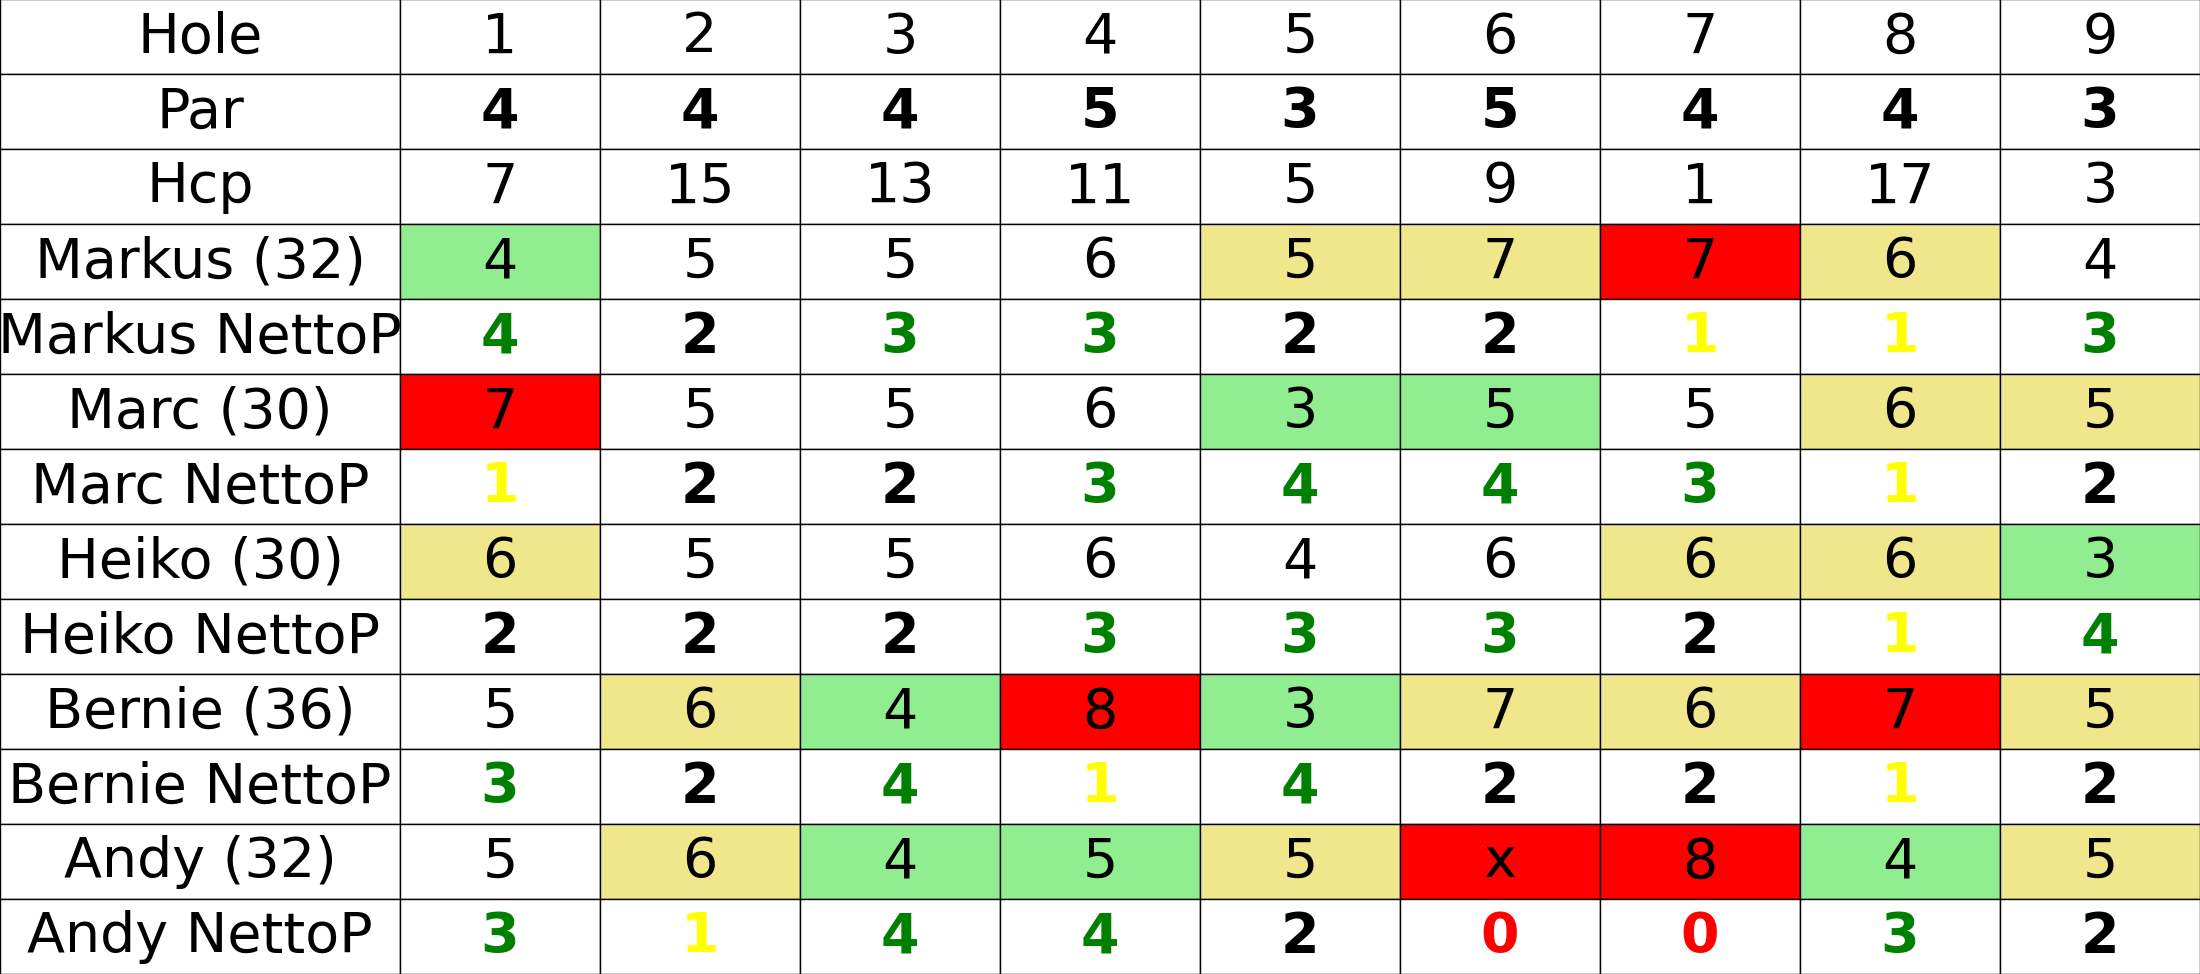 Hole 1 2 3 4 5 6 7 8 9
Par 4 4 4 5 3 5 4 4 3
Hcp 7 15 13 11 5 9 1 17 3
Markus (32) 4 5 5 6 5 7 7 6 4
Markus NettoP 4 2 3 3 2 2 1 1 3
Marc (30) 7 5 5 6 3 5 5 6 5
Marc NettoP 1 2 2 3 4 4 3 1 2
Heiko (30) 6 5 5 6 4 6 6 6 3
Heiko NettoP 2 2 2 3 3 3 2 1 4
Bernie (36) 5 6 4 8 3 7 6 7 5
Bernie NettoP 3 2 4 1 4 2 2 1 2
Andy (32) 5 6 4 5 5 x 8 4 5
Andy NettoP 3 1 4 4 2 0 0 3 2